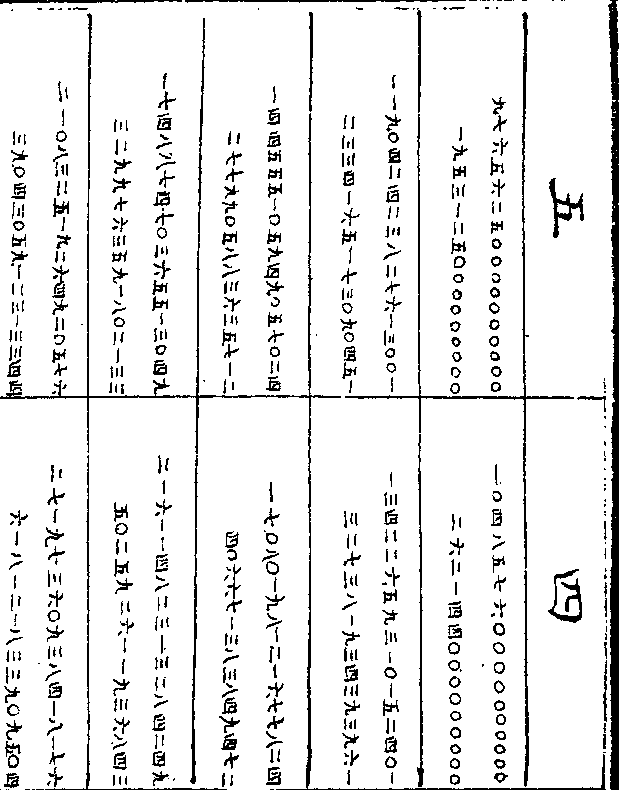 五
九七六五六二五〇〇〇〇〇〇〇〇〇〇
一九五三一二五〇〇〇〇〇〇〇〇
一一九〇四二四二三八二七六一三〇〇一
二三三四一六五一七三〇九〇四五一
一四四五五五一〇五九四九〇五七〇二四
二七七九九〇五八八三六三五七一二
一七四八八七四七〇三六五五一三〇四九
三二九九七六三五九一八〇二一三三
二一〇八三二五一九二六四九二〇五七六
三九〇四三〇五九一二三一三三四四
四
一〇四八五七六〇〇〇〇〇〇〇〇〇〇
二六二一四四〇〇〇〇〇〇〇〇
一三四二二六五九三一〇一五二四〇一
三二七三八一九三四三九三九六一
一七〇八〇一九八一二一六七七八二四
四〇六六七一三八三八四九四七二
二一六一一四八二三一三二八四二四九
五〇二五九二六一一九三六八四三
二七一九七三六〇九三八四一八一七六
六一八一二一八三三九〇九五〇四